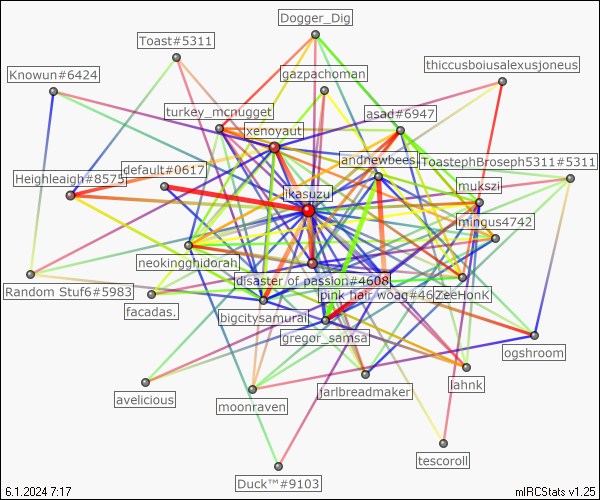 Dogger_Dig
Toast#5311
thiccusboiusalexusjoneus
Knowun#6424
gazpachoman
turkey_mcnugget
asad#6947
xenoyaut
andnewbees.
ToastephBroseph5311#5311
default#0617
Heighleaigh#8575
mukszi
ikasuzu
mingus4742
neokingghidorah
disaster of passion#4608
Random Stuf6#5983
pink hair woag#46
ZeeHonK
facadas.
bigcitysamurai
gregor_samsa
ogshroom
jarlbreadmaker
lahnk
avelicious
moonraven
tescoroll
Duck™#9103
6.1.2024 7:17
mIRCStats v1.25